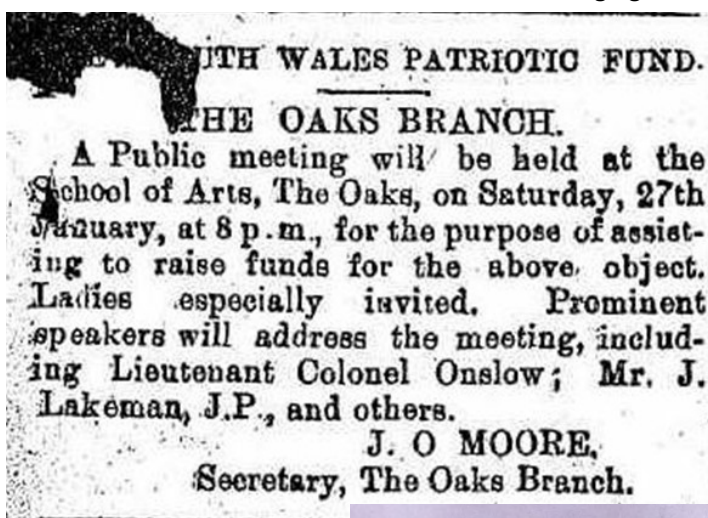 UTH WALES PATRIOTIC FUND.
THE OAKS BRANCH.
A Public meeting will be held at the
School of Arts, The Oaks, on Saturday, 27th
January, at 8 p.m., for the purpose of assist-
ing to raise funds for the above object.
Ladies especially invited. Prominent
speakers will address the meeting, includ-
ing Lieutenant Colonel Onslow; Mr. J.
Lakeman, J.P., and others.
J. O MOORE,
Secretary, The Oaks Branch.